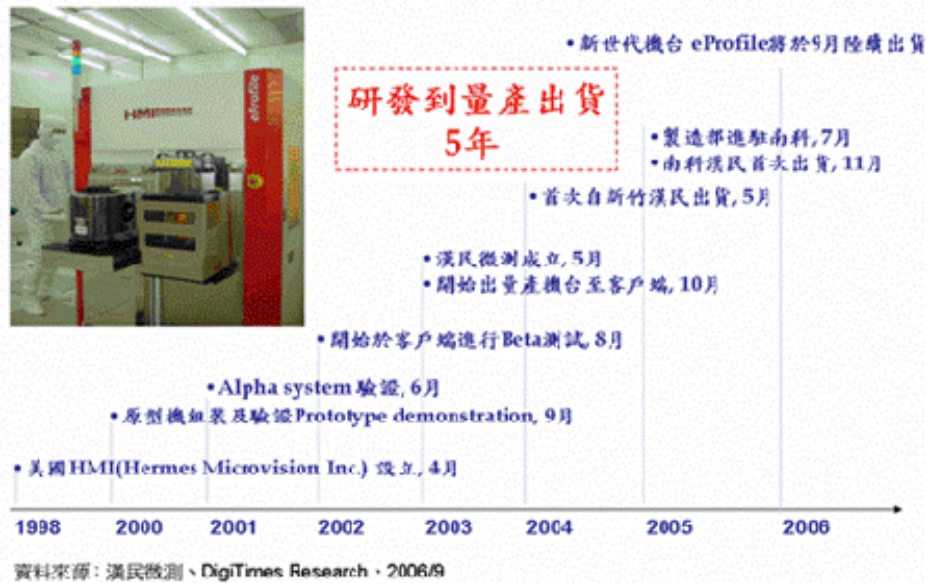 •新世代機台 eProfile將於9月陸續出貨
HMI
eProfile
研發到量產出貨
5年
•製造部進駐南科, 7月
•南科漢民首次出貨, 11月
•首次自新竹漢民出貨, 5月
•漢民微測成立, 5月
•開始出量產機台至客戶端, 10月
•開始於客戶端進行Beta測試, 8月
•Alpha system 驗證, 6月
•原型機組裝及驗證Prototype demonstration, 9月
•美國HMI(Hermes Microvision Inc.) 設立, 4月
1998 2000 2001 2002 2003 2004 2005 2006
資料來源：漢民微測、DigiTimes Research，2006/9